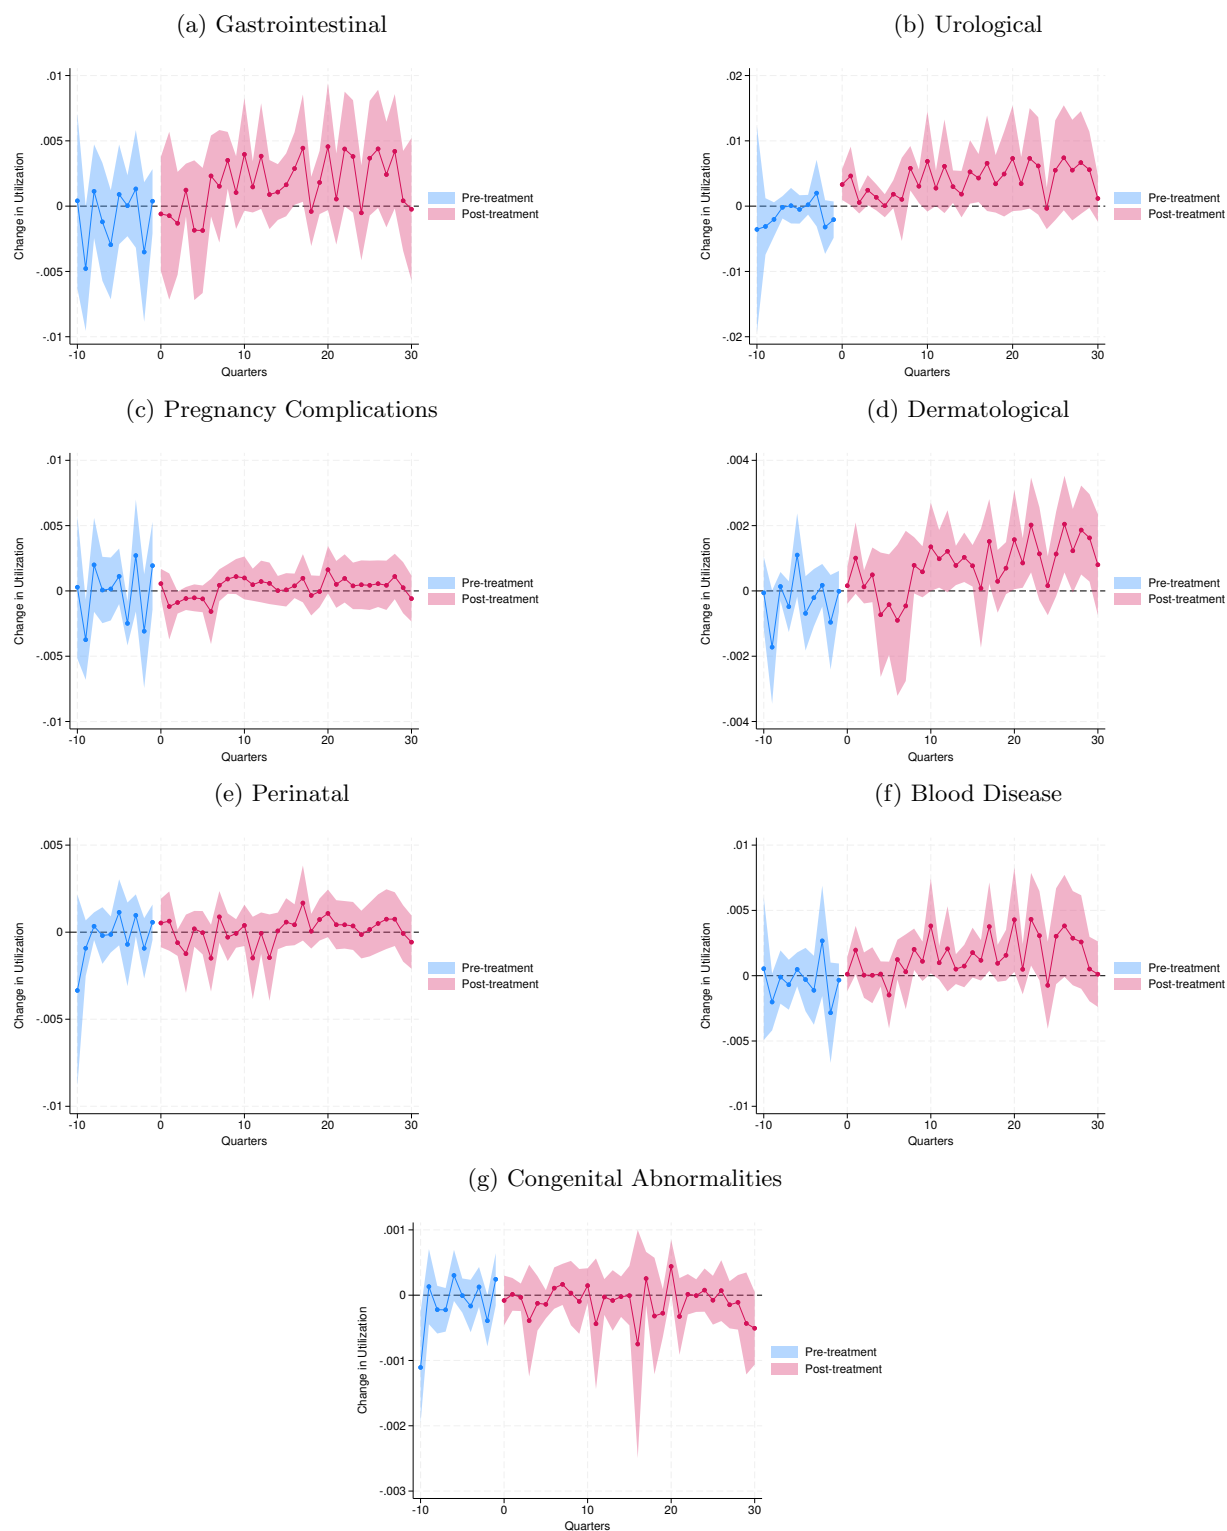 (a) Gastrointestinal
.01
.005
0
-.005
-.01
Change in Utilization
-10 0 10 20 30
Quarters
Pre-treatment
Post-treatment
(b) Urological
.02
.01
0
-.01
-.02
Change in Utilization
-10 0 10 20 30
Quarters
Pre-treatment
Post-treatment
(c) Pregnancy Complications
.01
.005
0
-.005
-.01
Change in Utilization
-10 0 10 20 30
Quarters
Pre-treatment
Post-treatment
(d) Dermatological
.004
.002
0
-.002
-.004
Change in Utilization
-10 0 10 20 30
Quarters
Pre-treatment
Post-treatment
(e) Perinatal
.005
0
-.005
-.01
Change in Utilization
-10 0 10 20 30
Quarters
Pre-treatment
Post-treatment
(f) Blood Disease
.01
.005
0
-.005
-.01
Change in Utilization
-10 0 10 20 30
Quarters
Pre-treatment
Post-treatment
(g) Congenital Abnormalities
.001
0
-.001
-.002
-.003
Change in Utilization
-10 0 10 20 30
Quarters
Pre-treatment
Post-treatment